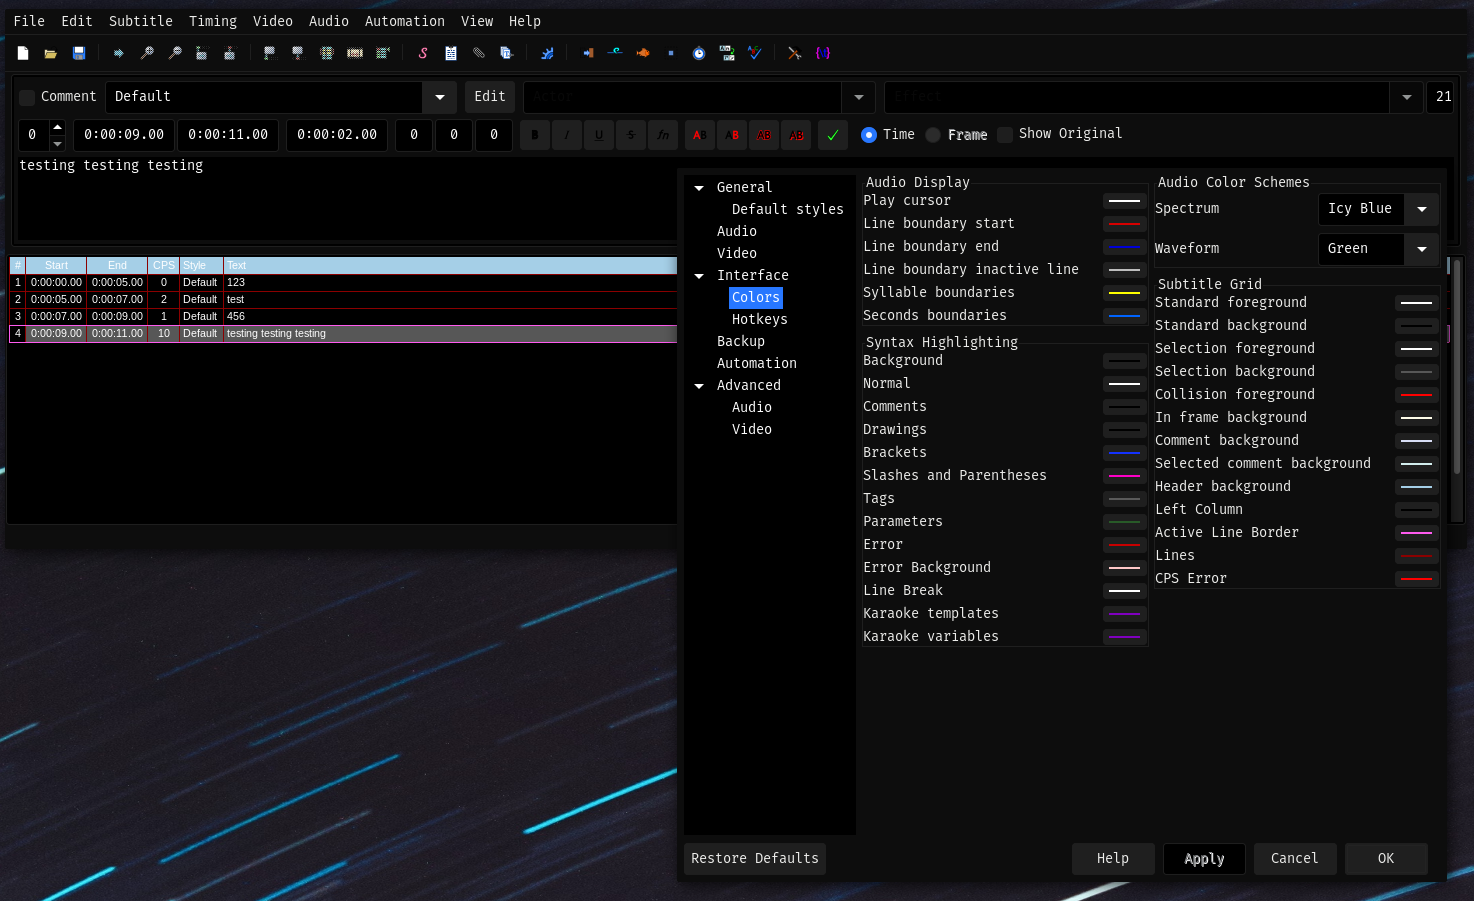 File Edit Subtitle Timing Video Audio Automation View Help
Comment Default Edit Actor Effect 21
0 0:00:09.00 0:00:11.00 0:00:02.00 0 0 0 B I U S fn AB AB AB AB Time Frame Show Original
testing testing testing
# Start End CPS Style Text
1 0:00:00.00 0:00:05.00 0 Default 123
2 0:00:05.00 0:00:07.00 2 Default test
3 0:00:07.00 0:00:09.00 1 Default 456
4 0:00:09.00 0:00:11.00 10 Default testing testing testing
General
Default styles
Audio
Video
Interface
Colors
Hotkeys
Backup
Automation
Advanced
Audio
Video
Audio Display
Play cursor
Line boundary start
Line boundary end
Line boundary inactive line
Syllable boundaries
Seconds boundaries
Syntax Highlighting
Background
Normal
Comments
Drawings
Brackets
Slashes and Parentheses
Tags
Parameters
Error
Error Background
Line Break
Karaoke templates
Karaoke variables
Audio Color Schemes
Spectrum Icy Blue
Waveform Green
Subtitle Grid
Standard foreground
Standard background
Selection foreground
Selection background
Collision foreground
In frame background
Comment background
Selected comment background
Header background
Left Column
Active Line Border
Lines
CPS Error
Restore Defaults Help Apply Cancel OK